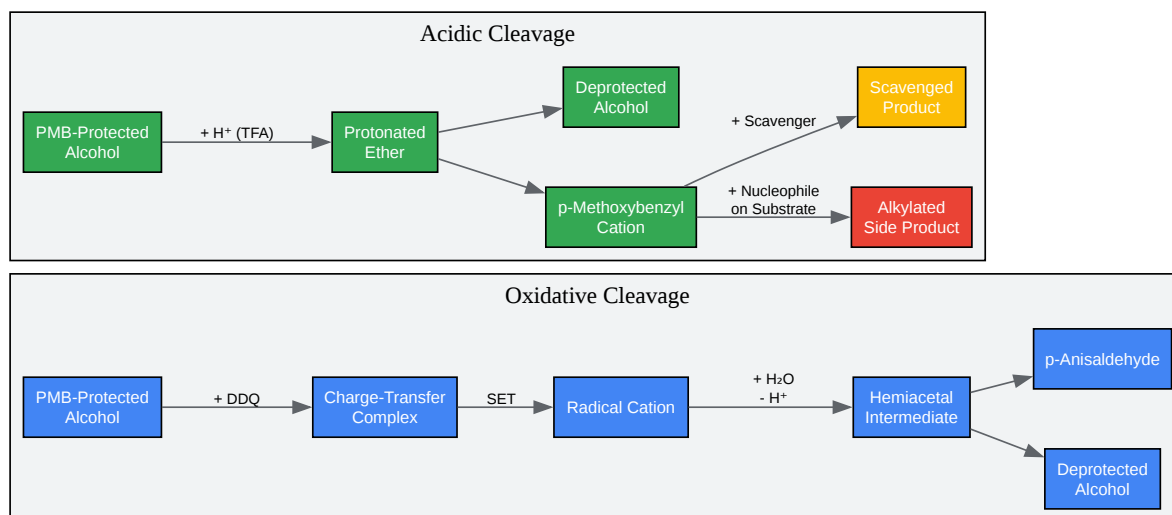 Acidic Cleavage
PMB-Protected
Alcohol
+ H⁺ (TFA)
Protonated
Ether
Deprotected
Alcohol
p-Methoxybenzyl
Cation
+ Scavenger
Scavenged
Product
+ Nucleophile
on Substrate
Alkylated
Side Product
Oxidative Cleavage
PMB-Protected
Alcohol
+ DDQ
Charge-Transfer
Complex
SET
Radical Cation
+ H₂O
- H⁺
Hemiacetal
Intermediate
p-Anisaldehyde
Deprotected
Alcohol